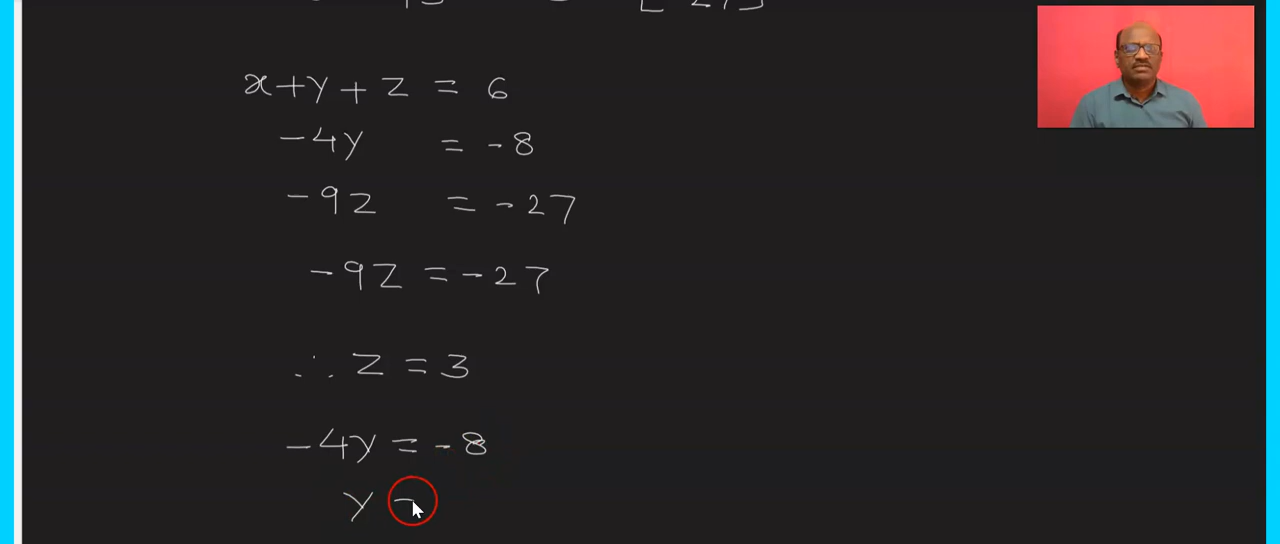 x+y+z = 6
-4y = -8
-9z = -27
-9z = -27
∴ z = 3
-4y = -8
y =